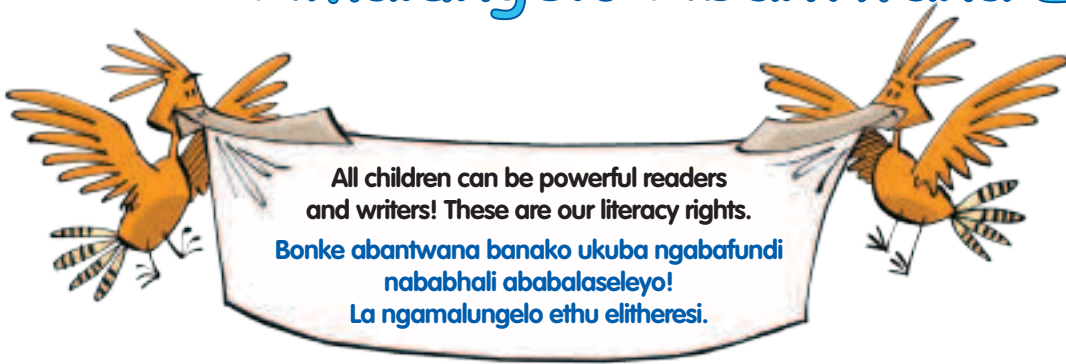 All children can be powerful readers
and writers! These are our literacy rights.
Bonke abantwana banako ukuba ngabafundi
nababhali ababalaseleyo!
La ngamalungelo ethu elitheresi.